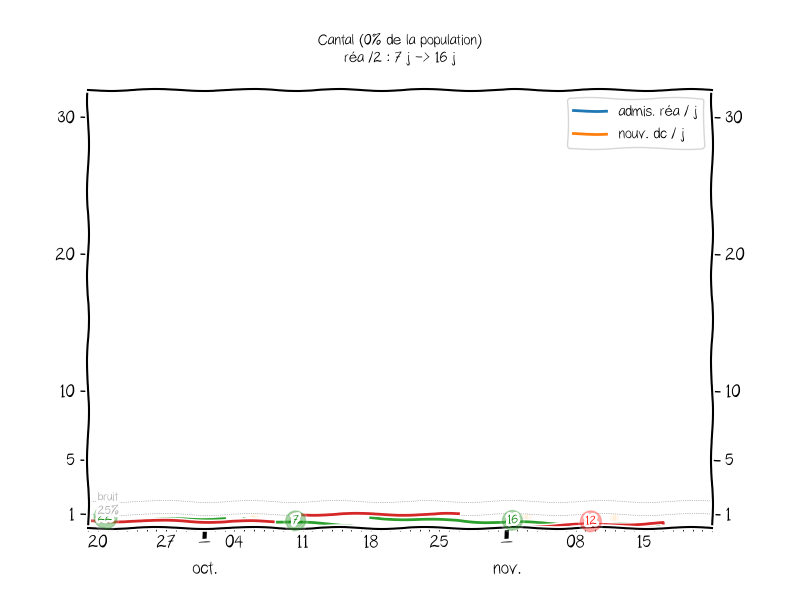 Cantal (0% de la population)
réa /2 : 7 j -> 16 j
admis. réa / j
nouv. dc / j
30
20
10
5
1
30
20
10
5
1
bruit
25%
7
16
12
20 27 04 11 18 25 08 15
oct. nov.